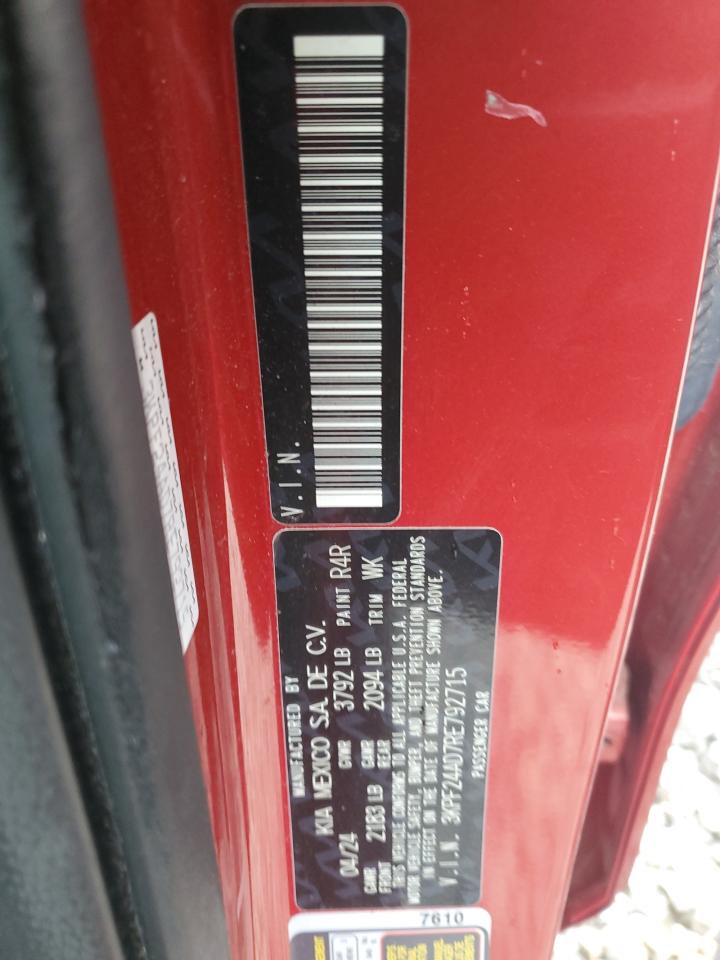 V.I.N.
MANUFACTURED BY
KIA MEXICO S.A. DE C.V.
04/24 GVWR 3792 LB PAINT R4R
GAWR FRONT 2183 LB GAWR REAR 2094 LB TRIM WK
THIS VEHICLE CONFORMS TO ALL APPLICABLE U.S.A. FEDERAL
MOTOR VEHICLE SAFETY, BUMPER, AND THEFT PREVENTION STANDARDS
IN EFFECT ON THE DATE OF MANUFACTURE SHOWN ABOVE.
V.I.N. 3KPF24AD7RE792715
PASSENGER CAR
7610